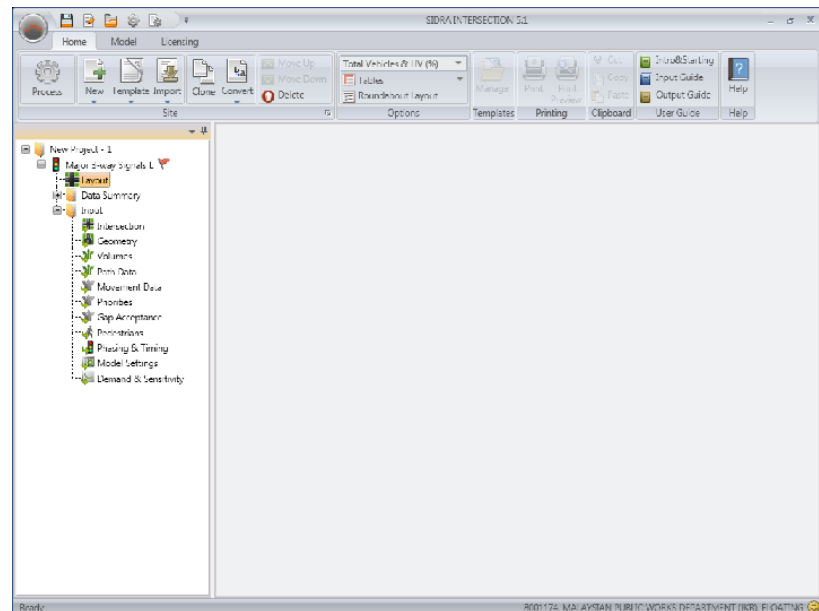 SIDRA INTERSECTION 5.1
Home Model Licensing
Process New Template Import Clone Convert
Move Up
Move Down
Delete
Total Vehicles & HV (%)
Tables
Roundabout Layout
Manage Print Print Preview
Cut
Copy
Paste
Intro&Starting
Input Guide
Output Guide
Help
Site Options Templates Printing Clipboard User Guide Help
New Project - 1
Major 3-way Signals L
Layout
Data Summary
Input
Intersection
Geometry
Volumes
Path Data
Movement Data
Priorities
Gap Acceptance
Pedestrians
Phasing & Timing
Model Settings
Demand & Sensitivity
Ready
8001174, MALAYSIAN PUBLIC WORKS DEPARTMENT (JKR), FLOATING